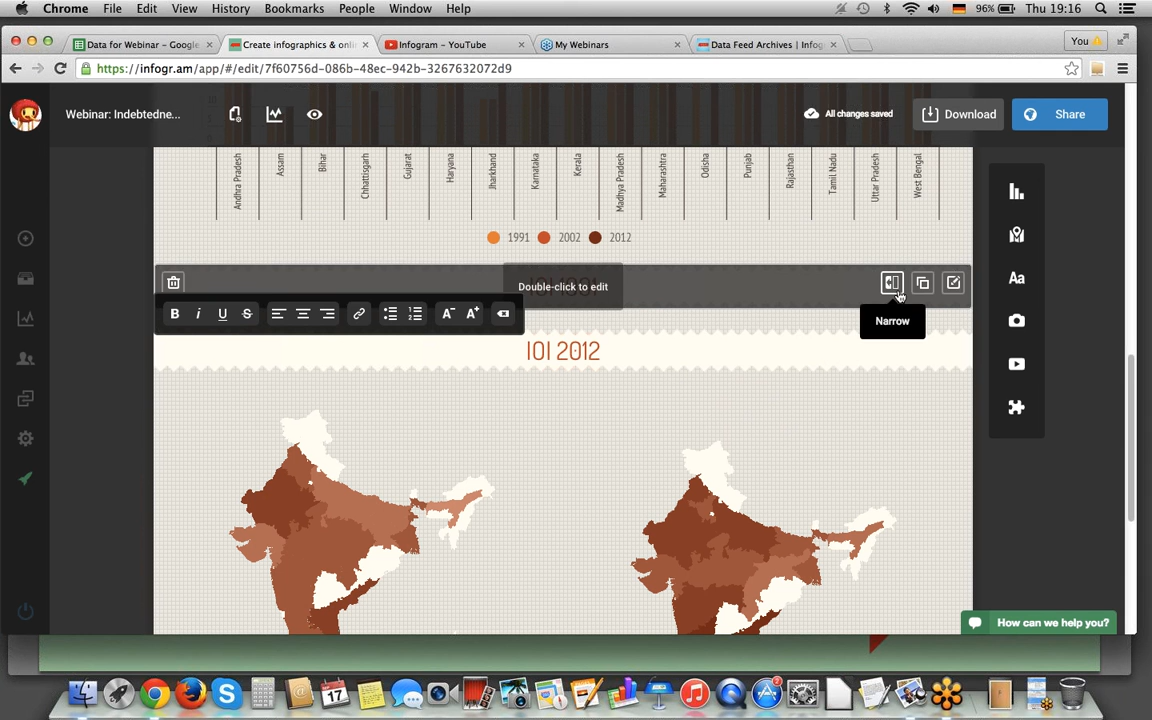 Chrome File Edit View History Bookmarks People Window Help 96% Thu 19:16
Data for Webinar - Google Create infographics & onli Infogram - YouTube My Webinars Data Feed Archives | Infog You
https://infogr.am/app/#/edit/7f60756d-086b-48ec-942b-3267632072d9
Webinar: Indebtedne... All changes saved Download Share
Andhra Pradesh Assam Bihar Chhattisgarh Gujarat Haryana Jharkhand Karnataka Kerala Madhya Pradesh Maharashtra Odisha Punjab Rajasthan Tamil Nadu Uttar Pradesh West Bengal
Aa
1991 2002 2012
Double-click to edit
B i U S A- A+
Narrow
IOI 2012
How can we help you?
17
2